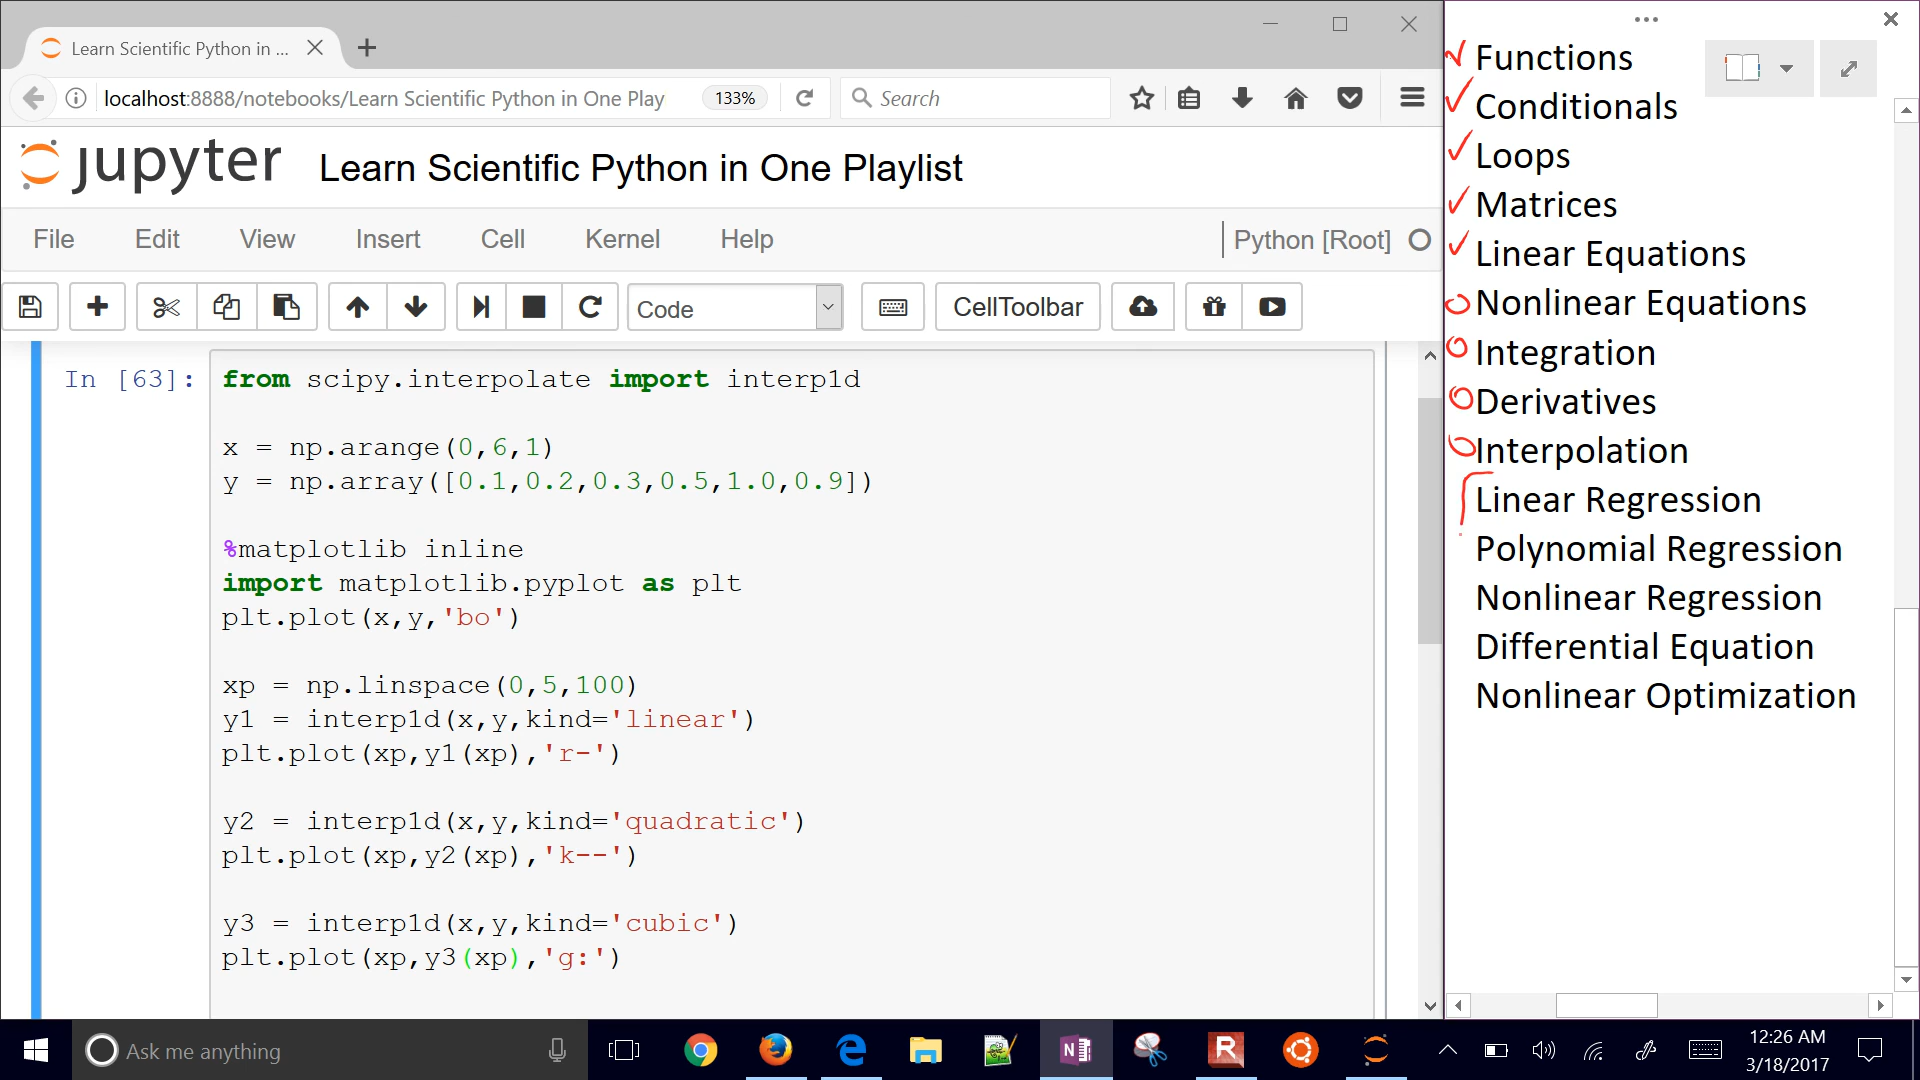 Learn Scientific Python in ...
localhost:8888/notebooks/Learn Scientific Python in One Play
133%
Search
jupyter Learn Scientific Python in One Playlist
File Edit View Insert Cell Kernel Help
Python [Root]
Code
CellToolbar
In [63]:
from scipy.interpolate import interp1d
x = np.arange(0,6,1)
y = np.array([0.1,0.2,0.3,0.5,1.0,0.9])
%matplotlib inline
import matplotlib.pyplot as plt
plt.plot(x,y,'bo')
xp = np.linspace(0,5,100)
y1 = interp1d(x,y,kind='linear')
plt.plot(xp,y1(xp),'r-')
y2 = interp1d(x,y,kind='quadratic')
plt.plot(xp,y2(xp),'k--')
y3 = interp1d(x,y,kind='cubic')
plt.plot(xp,y3(xp),'g:')
Functions
Conditionals
Loops
Matrices
Linear Equations
Nonlinear Equations
Integration
Derivatives
Interpolation
Linear Regression
Polynomial Regression
Nonlinear Regression
Differential Equation
Nonlinear Optimization
Ask me anything
12:26 AM
3/18/2017